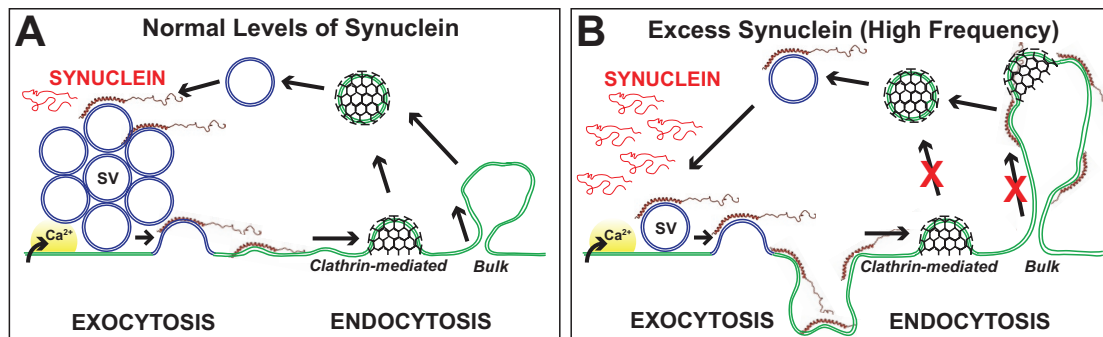 A
Normal Levels of Synuclein
SYNUCLEIN
SV
Ca²⁺
Clathrin-mediated
Bulk
EXOCYTOSIS
ENDOCYTOSIS
B
Excess Synuclein (High Frequency)
SYNUCLEIN
X
X
Ca²⁺
SV
Clathrin-mediated
Bulk
EXOCYTOSIS
ENDOCYTOSIS